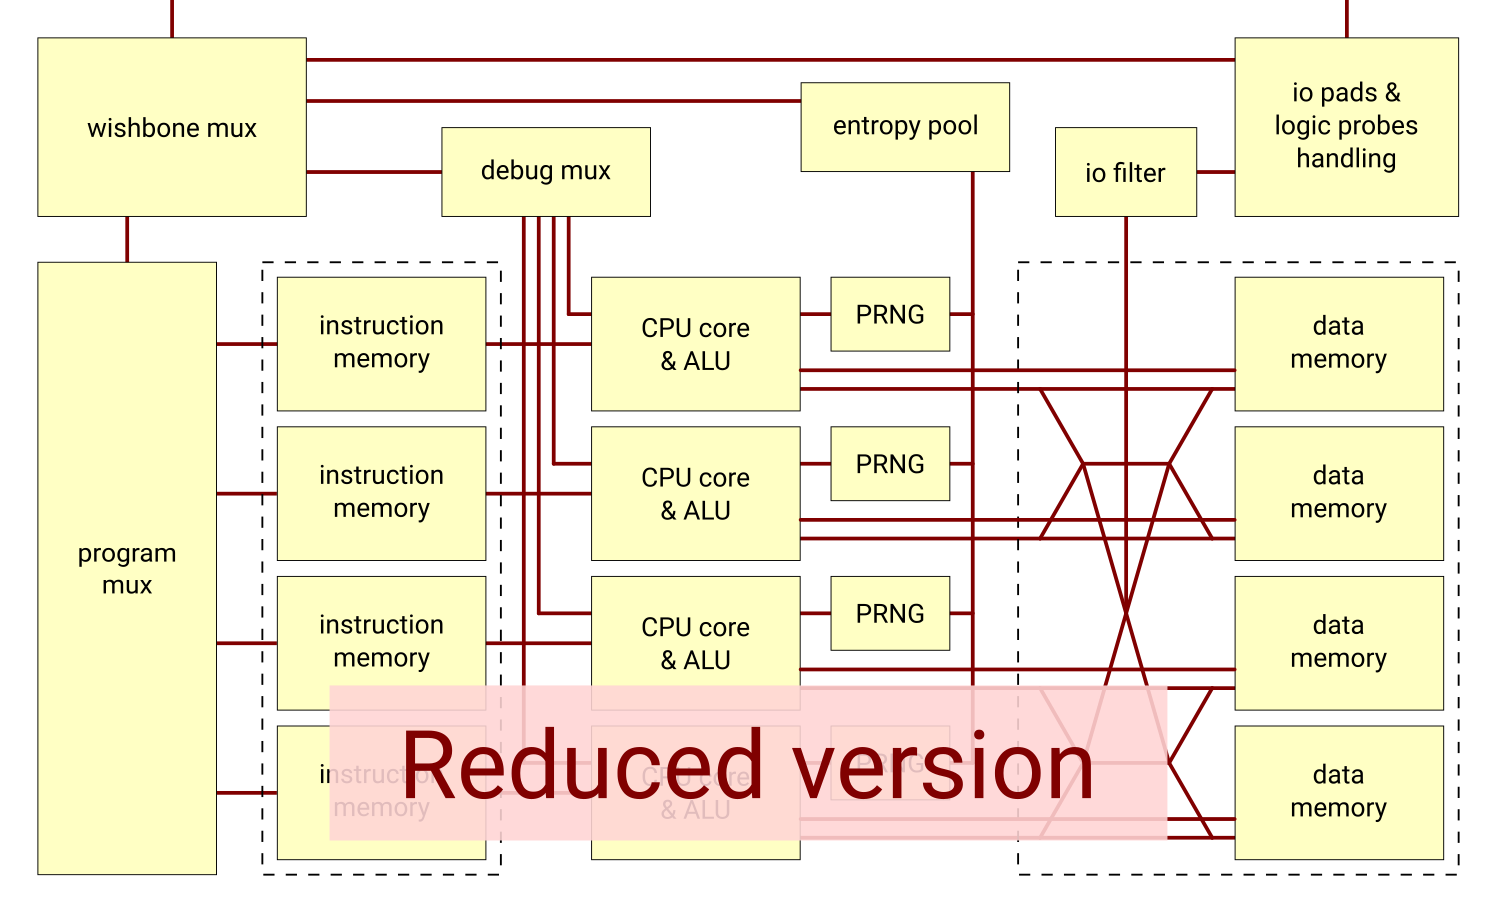 wishbone mux
debug mux
entropy pool
io filter
io pads &
logic probes
handling
program
mux
instruction
memory
CPU core
& ALU
PRNG
data
memory
instruction
memory
CPU core
& ALU
PRNG
data
memory
instruction
memory
CPU core
& ALU
PRNG
data
memory
instruction
memory
CPU core
& ALU
PRNG
data
memory
Reduced version